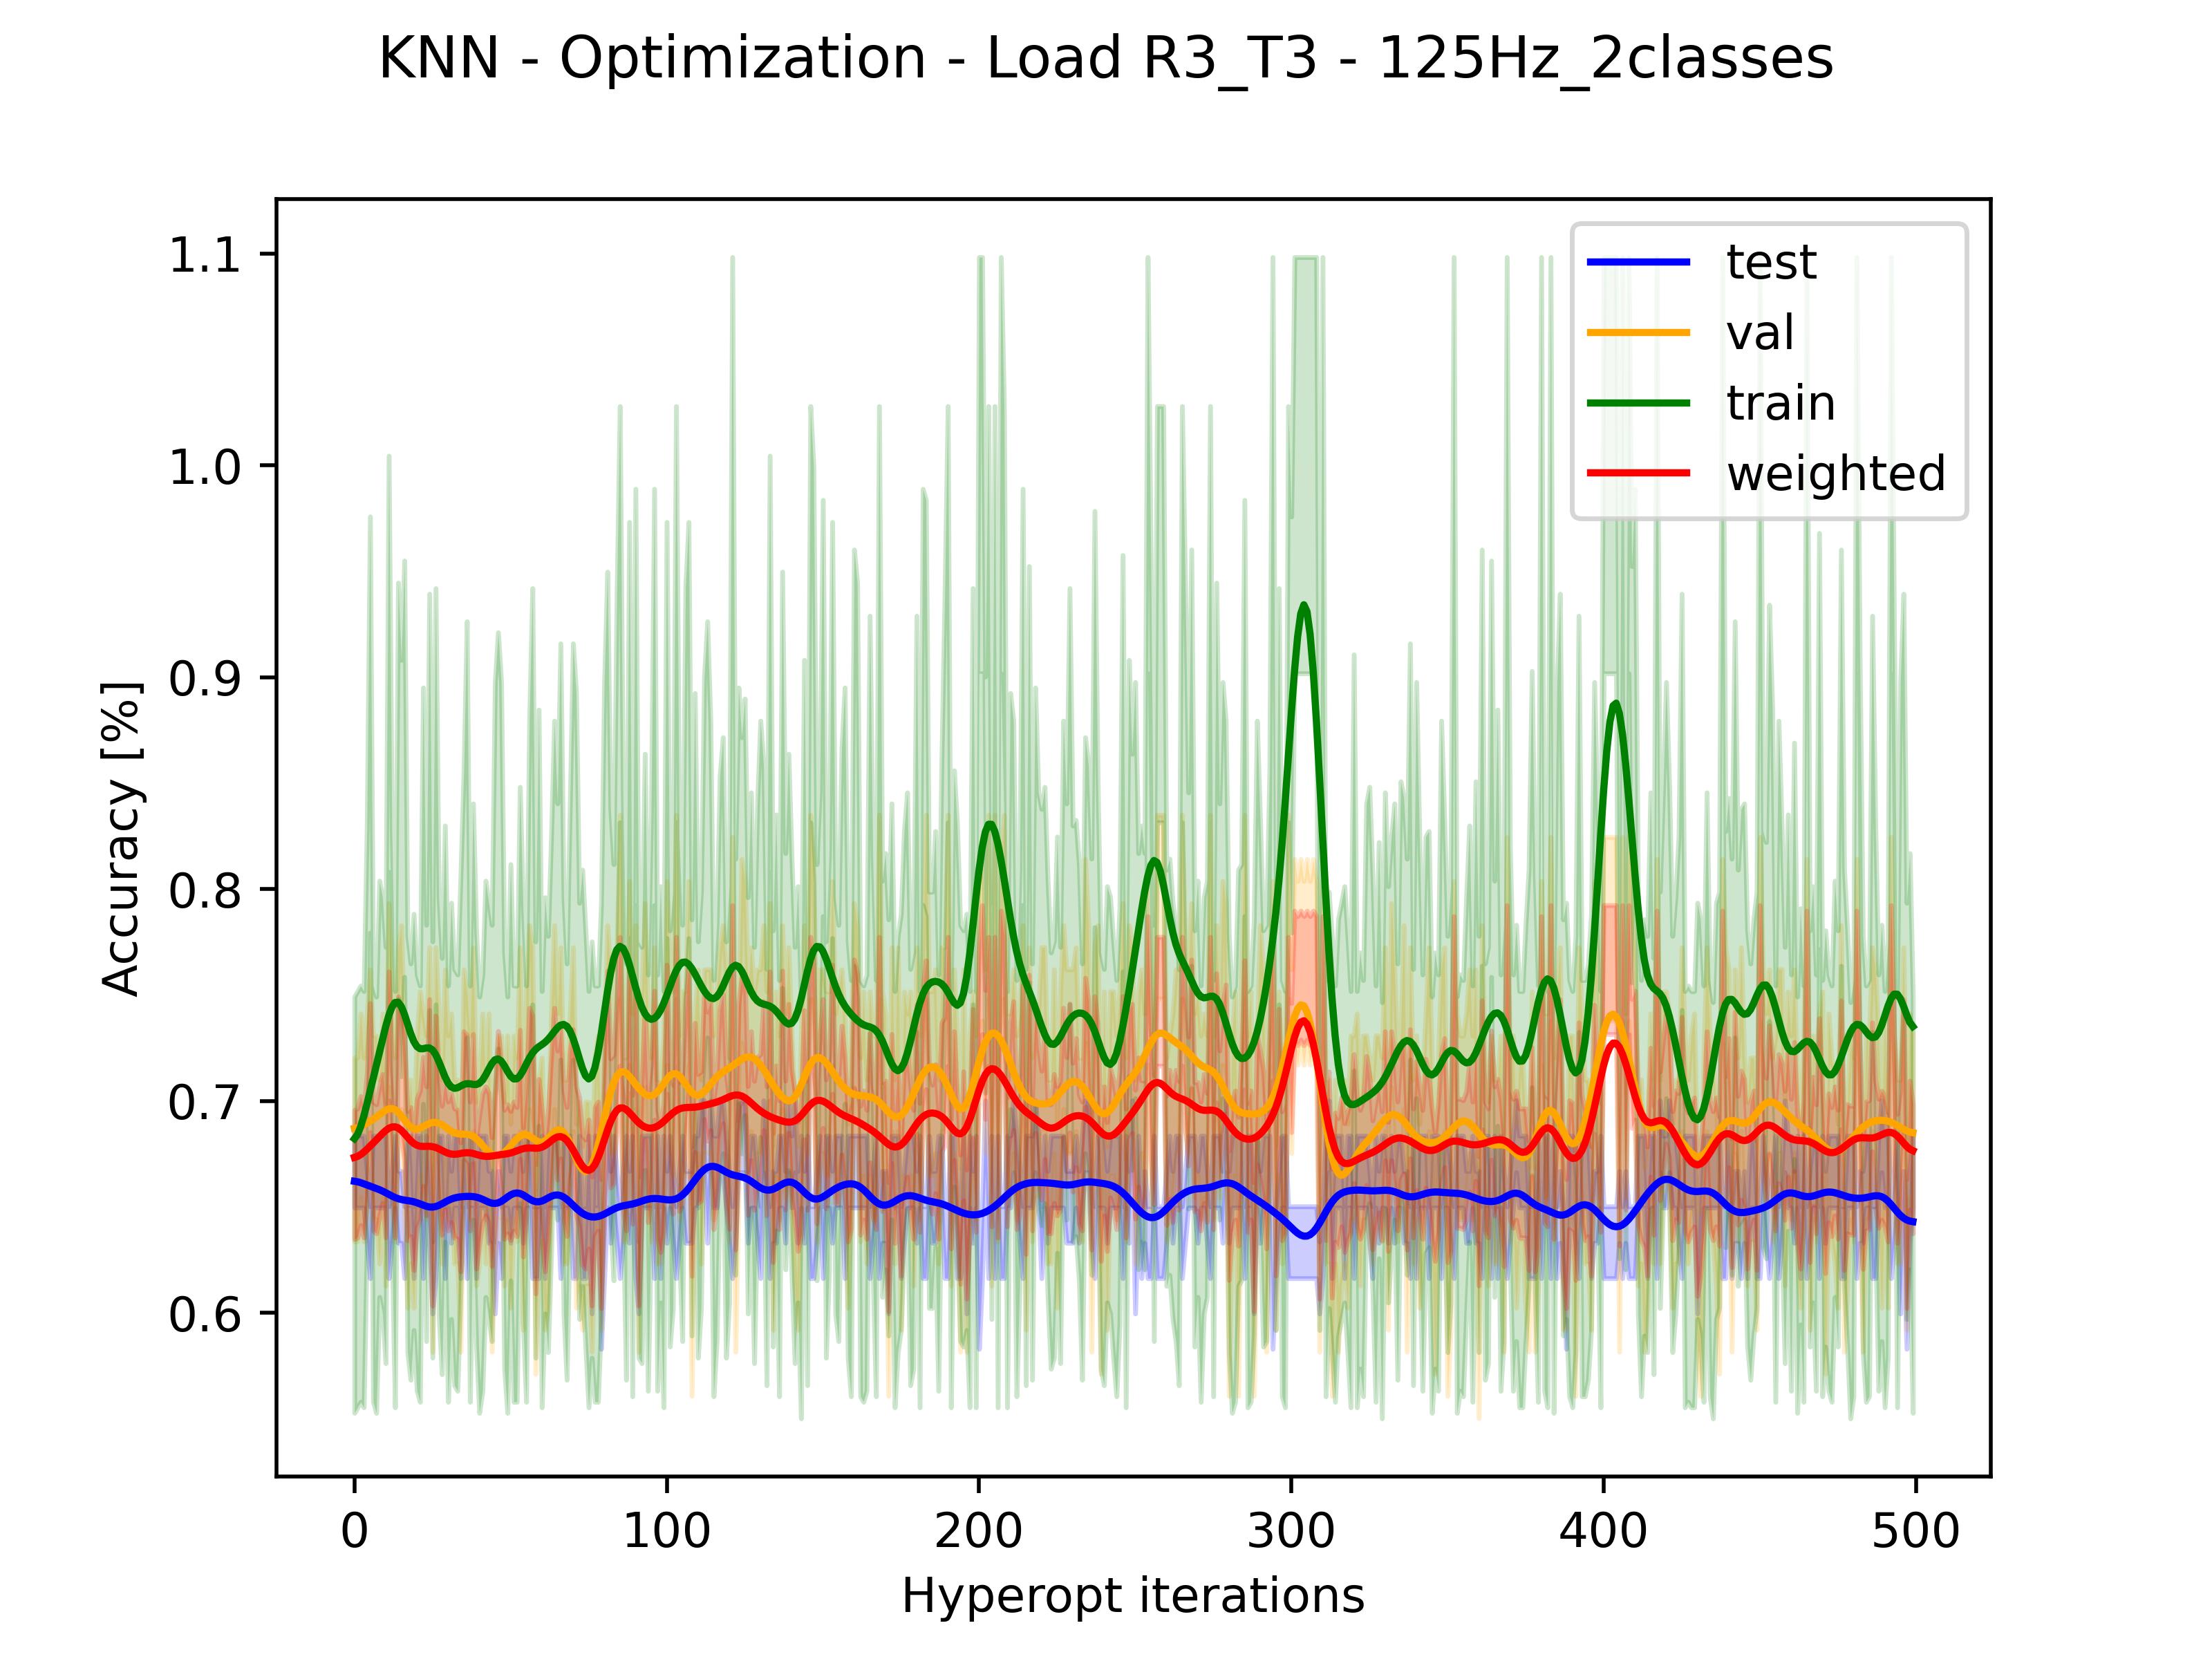 KNN - Optimization - Load R3_T3 - 125Hz_2classes
test
val
train
weighted
1.1
1.0
0.9
0.8
0.7
0.6
Accuracy [%]
0 100 200 300 400 500
Hyperopt iterations